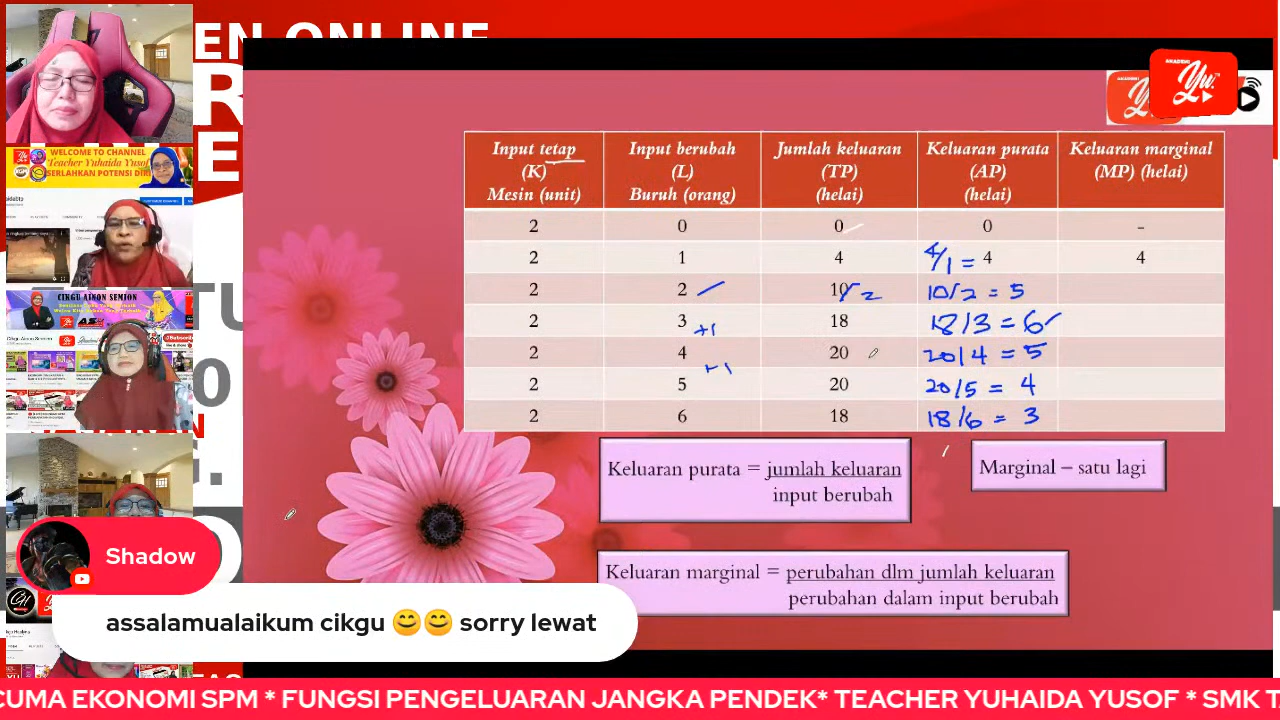 EN ONLINE
WELCOME TO CHANNEL
Teacher Yuhaida Yusof
SERLAHKAN POTENSI DIRI
CIKGU AINON SEMION
AKADEMI
Yu.
Input tetap
(K)
Mesin (unit)
Input berubah
(L)
Buruh (orang)
Jumlah keluaran
(TP)
(helai)
Keluaran purata
(AP)
(helai)
Keluaran marginal
(MP) (helai)
2 0 0 0 -
2 1 4 4/1 = 4 4
2 2 10 10/2 = 5
2 3 18 18/3 = 6
+1
2 4 20 20/4 = 5
+1
2 5 20 20/5 = 4
2 6 18 18/6 = 3
Keluaran purata = jumlah keluaran
input berubah
Marginal – satu lagi
Keluaran marginal = perubahan dlm jumlah keluaran
perubahan dalam input berubah
Shadow
assalamualaikum cikgu 😊😊 sorry lewat
CUMA EKONOMI SPM * FUNGSI PENGELUARAN JANGKA PENDEK* TEACHER YUHAIDA YUSOF * SMK